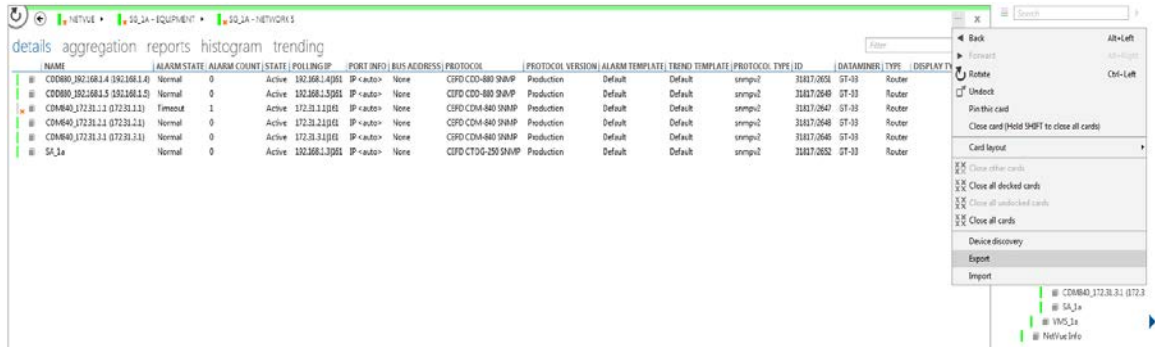 NETVUE ▸ SG_1A - EQUIPMENT ▸ SG_1A - NETWORKS
... x
Search
details aggregation reports histogram trending
Filter
NAME ALARM STATE ALARM COUNT STATE POLLING IP PORT INFO BUS ADDRESS PROTOCOL PROTOCOL VERSION ALARM TEMPLATE TREND TEMPLATE PROTOCOL TYPE ID DATAMINER TYPE DISPLAY TY
CDD880_192.168.1.4 (192.168.1.4) Normal 0 Active 192.168.1.4|161 IP <auto> None CEFD CDD-880 SNMP Production Default Default snmpv2 31817/2651 GT-33 Router
CDD880_192.168.1.5 (192.168.1.5) Normal 0 Active 192.168.1.5|161 IP <auto> None CEFD CDD-880 SNMP Production Default Default snmpv2 31817/2649 GT-33 Router
CDM840_172.31.1.1 (172.31.1.1) Timeout 1 Active 172.31.1.1|161 IP <auto> None CEFD CDM-840 SNMP Production Default Default snmpv2 31817/2647 GT-33 Router
CDM840_172.31.2.1 (172.31.2.1) Normal 0 Active 172.31.2.1|161 IP <auto> None CEFD CDM-840 SNMP Production Default Default snmpv2 31817/2648 GT-33 Router
CDM840_172.31.3.1 (172.31.3.1) Normal 0 Active 172.31.3.1|161 IP <auto> None CEFD CDM-840 SNMP Production Default Default snmpv2 31817/2646 GT-33 Router
SA_1a Normal 0 Active 192.168.1.3|161 IP <auto> None CEFD CTOG-250 SNMP Production Default Default snmpv2 31817/2652 GT-33 Router
Back Alt+Left
Forward Alt+Right
Rotate Ctrl-Left
Undock
Pin this card
Close card (Hold SHIFT to close all cards)
Card layout
Close other cards
Close all docked cards
Close all undocked cards
Close all cards
Device discovery
Export
Import
CDM840_172.31.3.1 (172.3
SA_1a
VMS_1a
NetVue Info